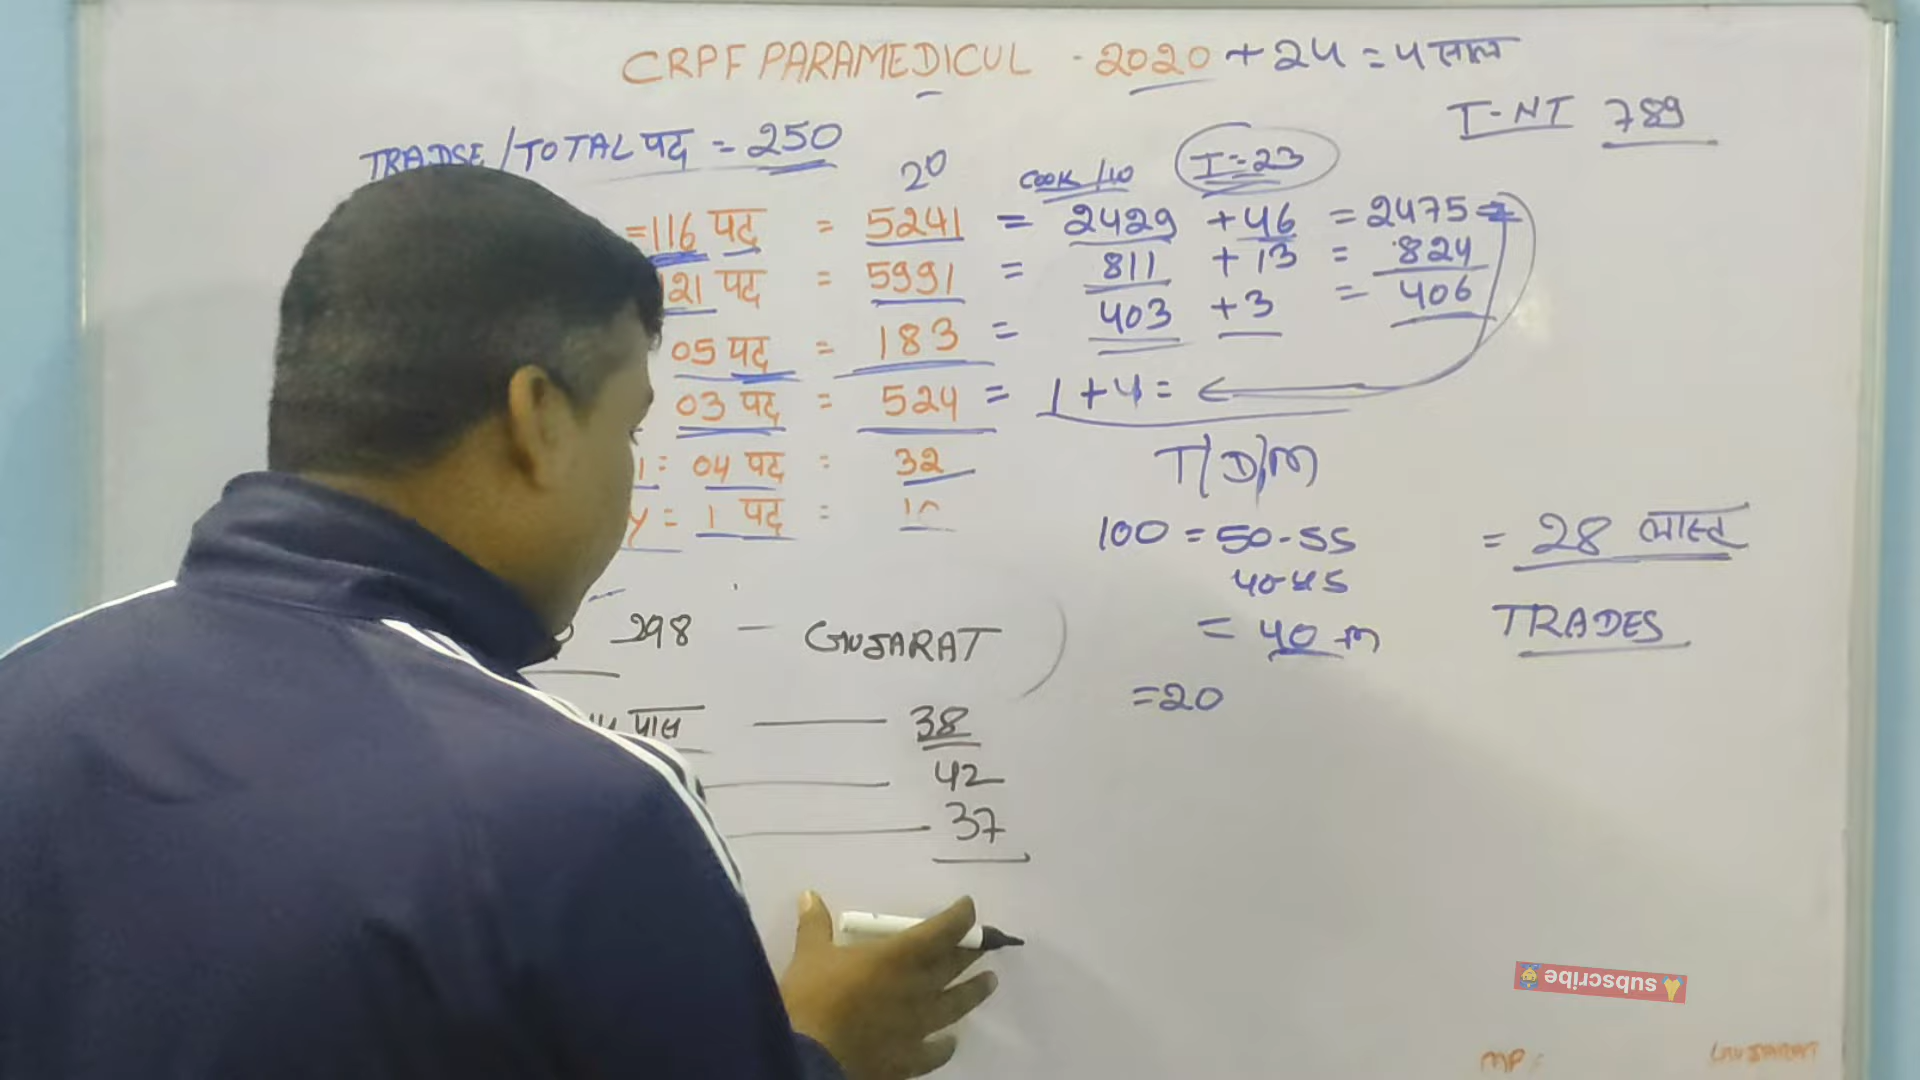 CRPF PARAMEDICUL - 2020 + 24 = 4 साल
T-NT 789
TRADSE / TOTAL पद = 250
20 COOK / W T=23
=116 पद = 5241 = 2429 + 46 = 2475 =
21 पद = 5991 = 811 + 13 = 824
05 पद = 183 = 403 + 3 = 406
03 पद = 524 = 1 + 4 =
: 04 पद = 32 T/D/M
y = 1 पद = 100 = 50-55 = 28 लास्ट
40-45
298 - GUJARAT = 40 m TRADES
पास 38 = 20
42
37
subscribe
MP : GUJARAT